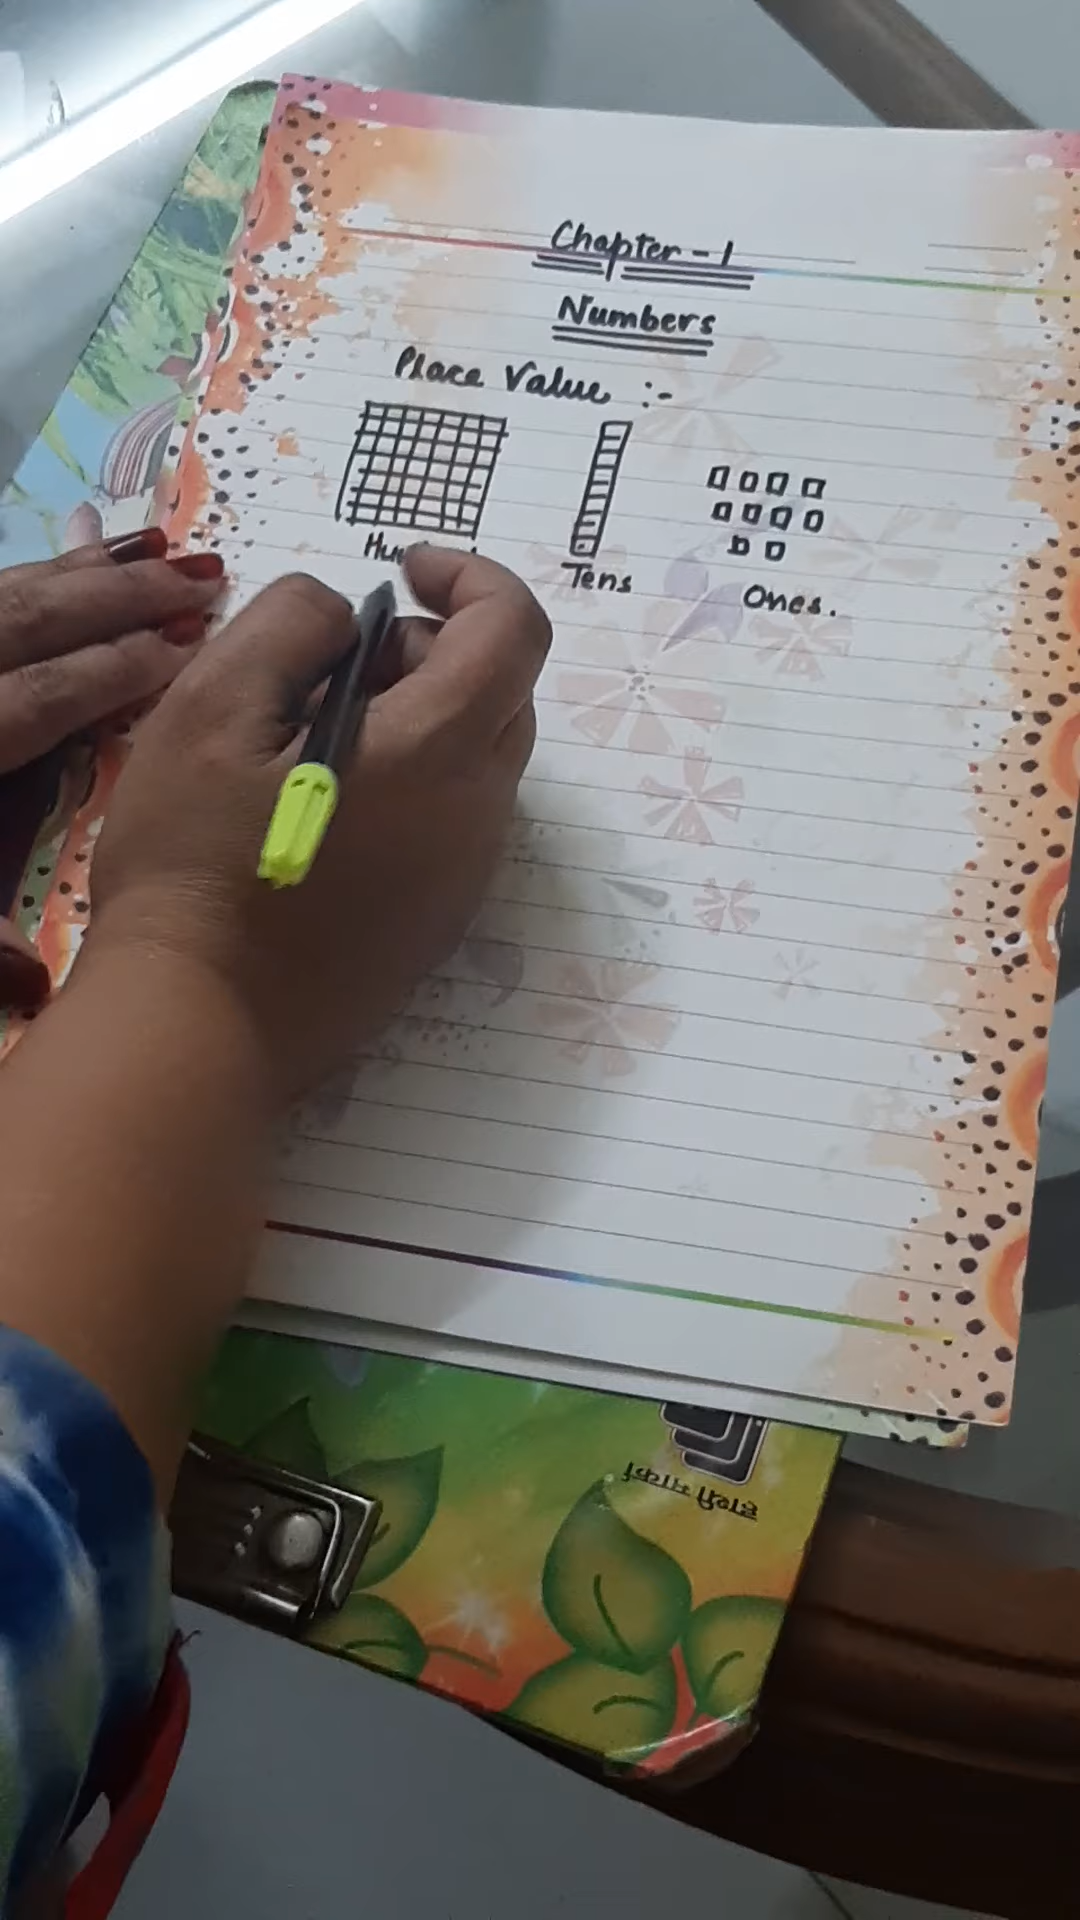 Chapter - 1
Numbers
Place Value :-
Tens
Ones.
हाथी मार्का